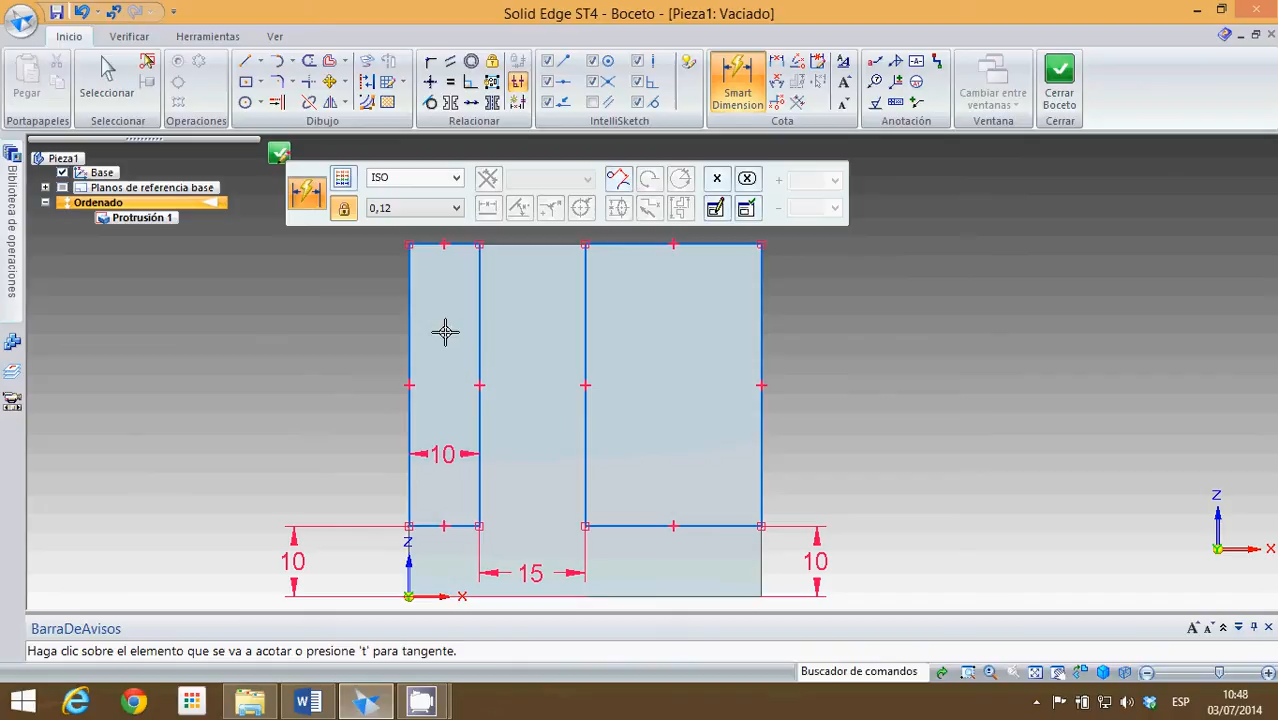 Solid Edge ST4 - Boceto - [Pieza1: Vaciado]
Inicio Verificar Herramientas Ver
Pegar
Seleccionar
Smart Dimension
Cambiar entre ventanas
Cerrar Boceto
Portapapeles Seleccionar Operaciones Dibujo Relacionar IntelliSketch Cota Anotación Ventana Cerrar
Biblioteca de operaciones
Pieza1
Base
Planos de referencia base
Ordenado
Protrusión 1
ISO
0,12
10
10
15
10
Z
X
Z
X
BarraDeAvisos
Haga clic sobre el elemento que se va a acotar o presione 't' para tangente.
Buscador de comandos
ESP
10:48
03/07/2014